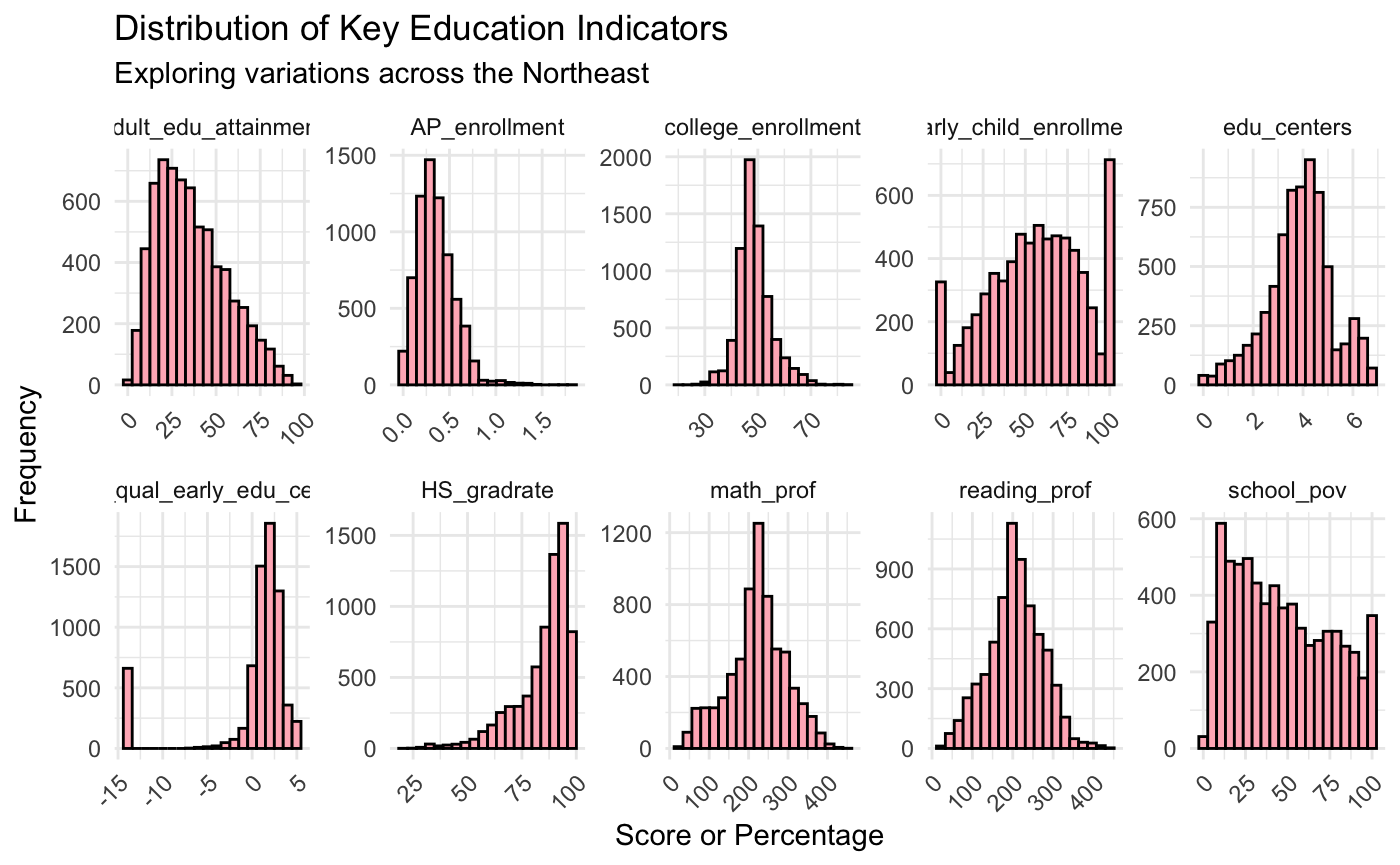 Distribution of Key Education Indicators
Exploring variations across the Northeast
dult_edu_attainmer
AP_enrollment
college_enrollment
arly_child_enrollme
edu_centers
0
200
400
600
0
500
1000
1500
0
500
1000
1500
2000
0
200
400
600
0
250
500
750
0 25 50 75 100
0.0 0.5 1.0 1.5
30 50 70
0 25 50 75 100
0 2 4 6
Frequency
_qual_early_edu_ce
HS_gradrate
math_prof
reading_prof
school_pov
0
500
1000
1500
0
500
1000
1500
0
400
800
1200
0
300
600
900
0
200
400
600
-15 -10 -5 0 5
25 50 75 100
0 100 200 300 400
0 100 200 300 400
0 25 50 75 100
Score or Percentage